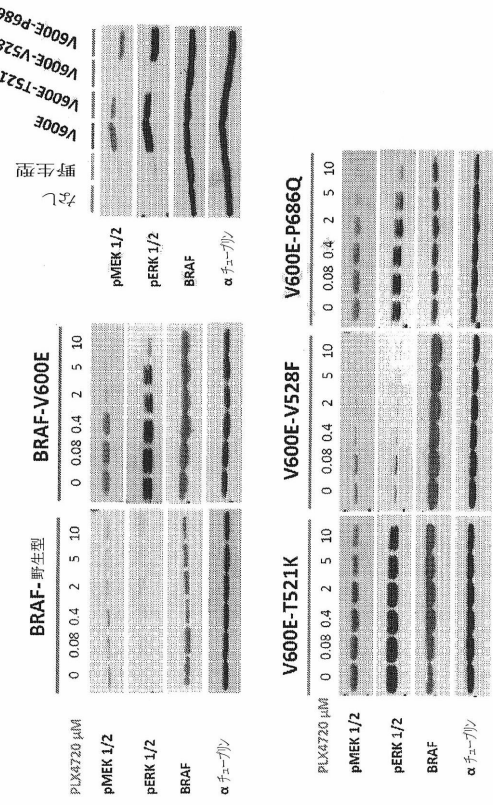 BRAF-野生型
PLX4720 μM 0 0.08 0.4 2 5 10
pMEK 1/2
pERK 1/2
BRAF
α チューブリン
BRAF-V600E
0 0.08 0.4 2 5 10
なし 野生型 V600E V600E-T521 V600E-V528 V600E-P686
pMEK 1/2
pERK 1/2
BRAF
α チューブリン
V600E-T521K
PLX4720 μM 0 0.08 0.4 2 5 10
pMEK 1/2
pERK 1/2
BRAF
α チューブリン
V600E-V528F
0 0.08 0.4 2 5 10
V600E-P686Q
0 0.08 0.4 2 5 10